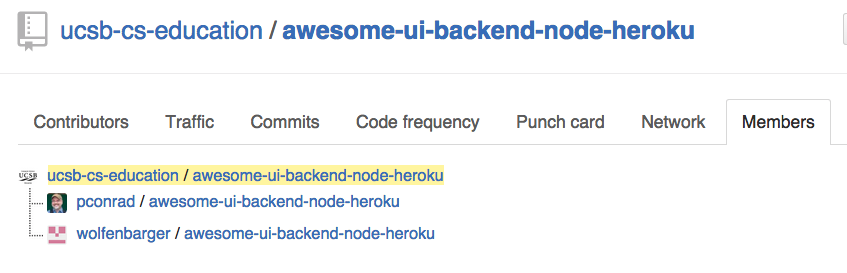 ucsb-cs-education / awesome-ui-backend-node-heroku
Contributors Traffic Commits Code frequency Punch card Network Members
UCSB ucsb-cs-education / awesome-ui-backend-node-heroku
pconrad / awesome-ui-backend-node-heroku
wolfenbarger / awesome-ui-backend-node-heroku